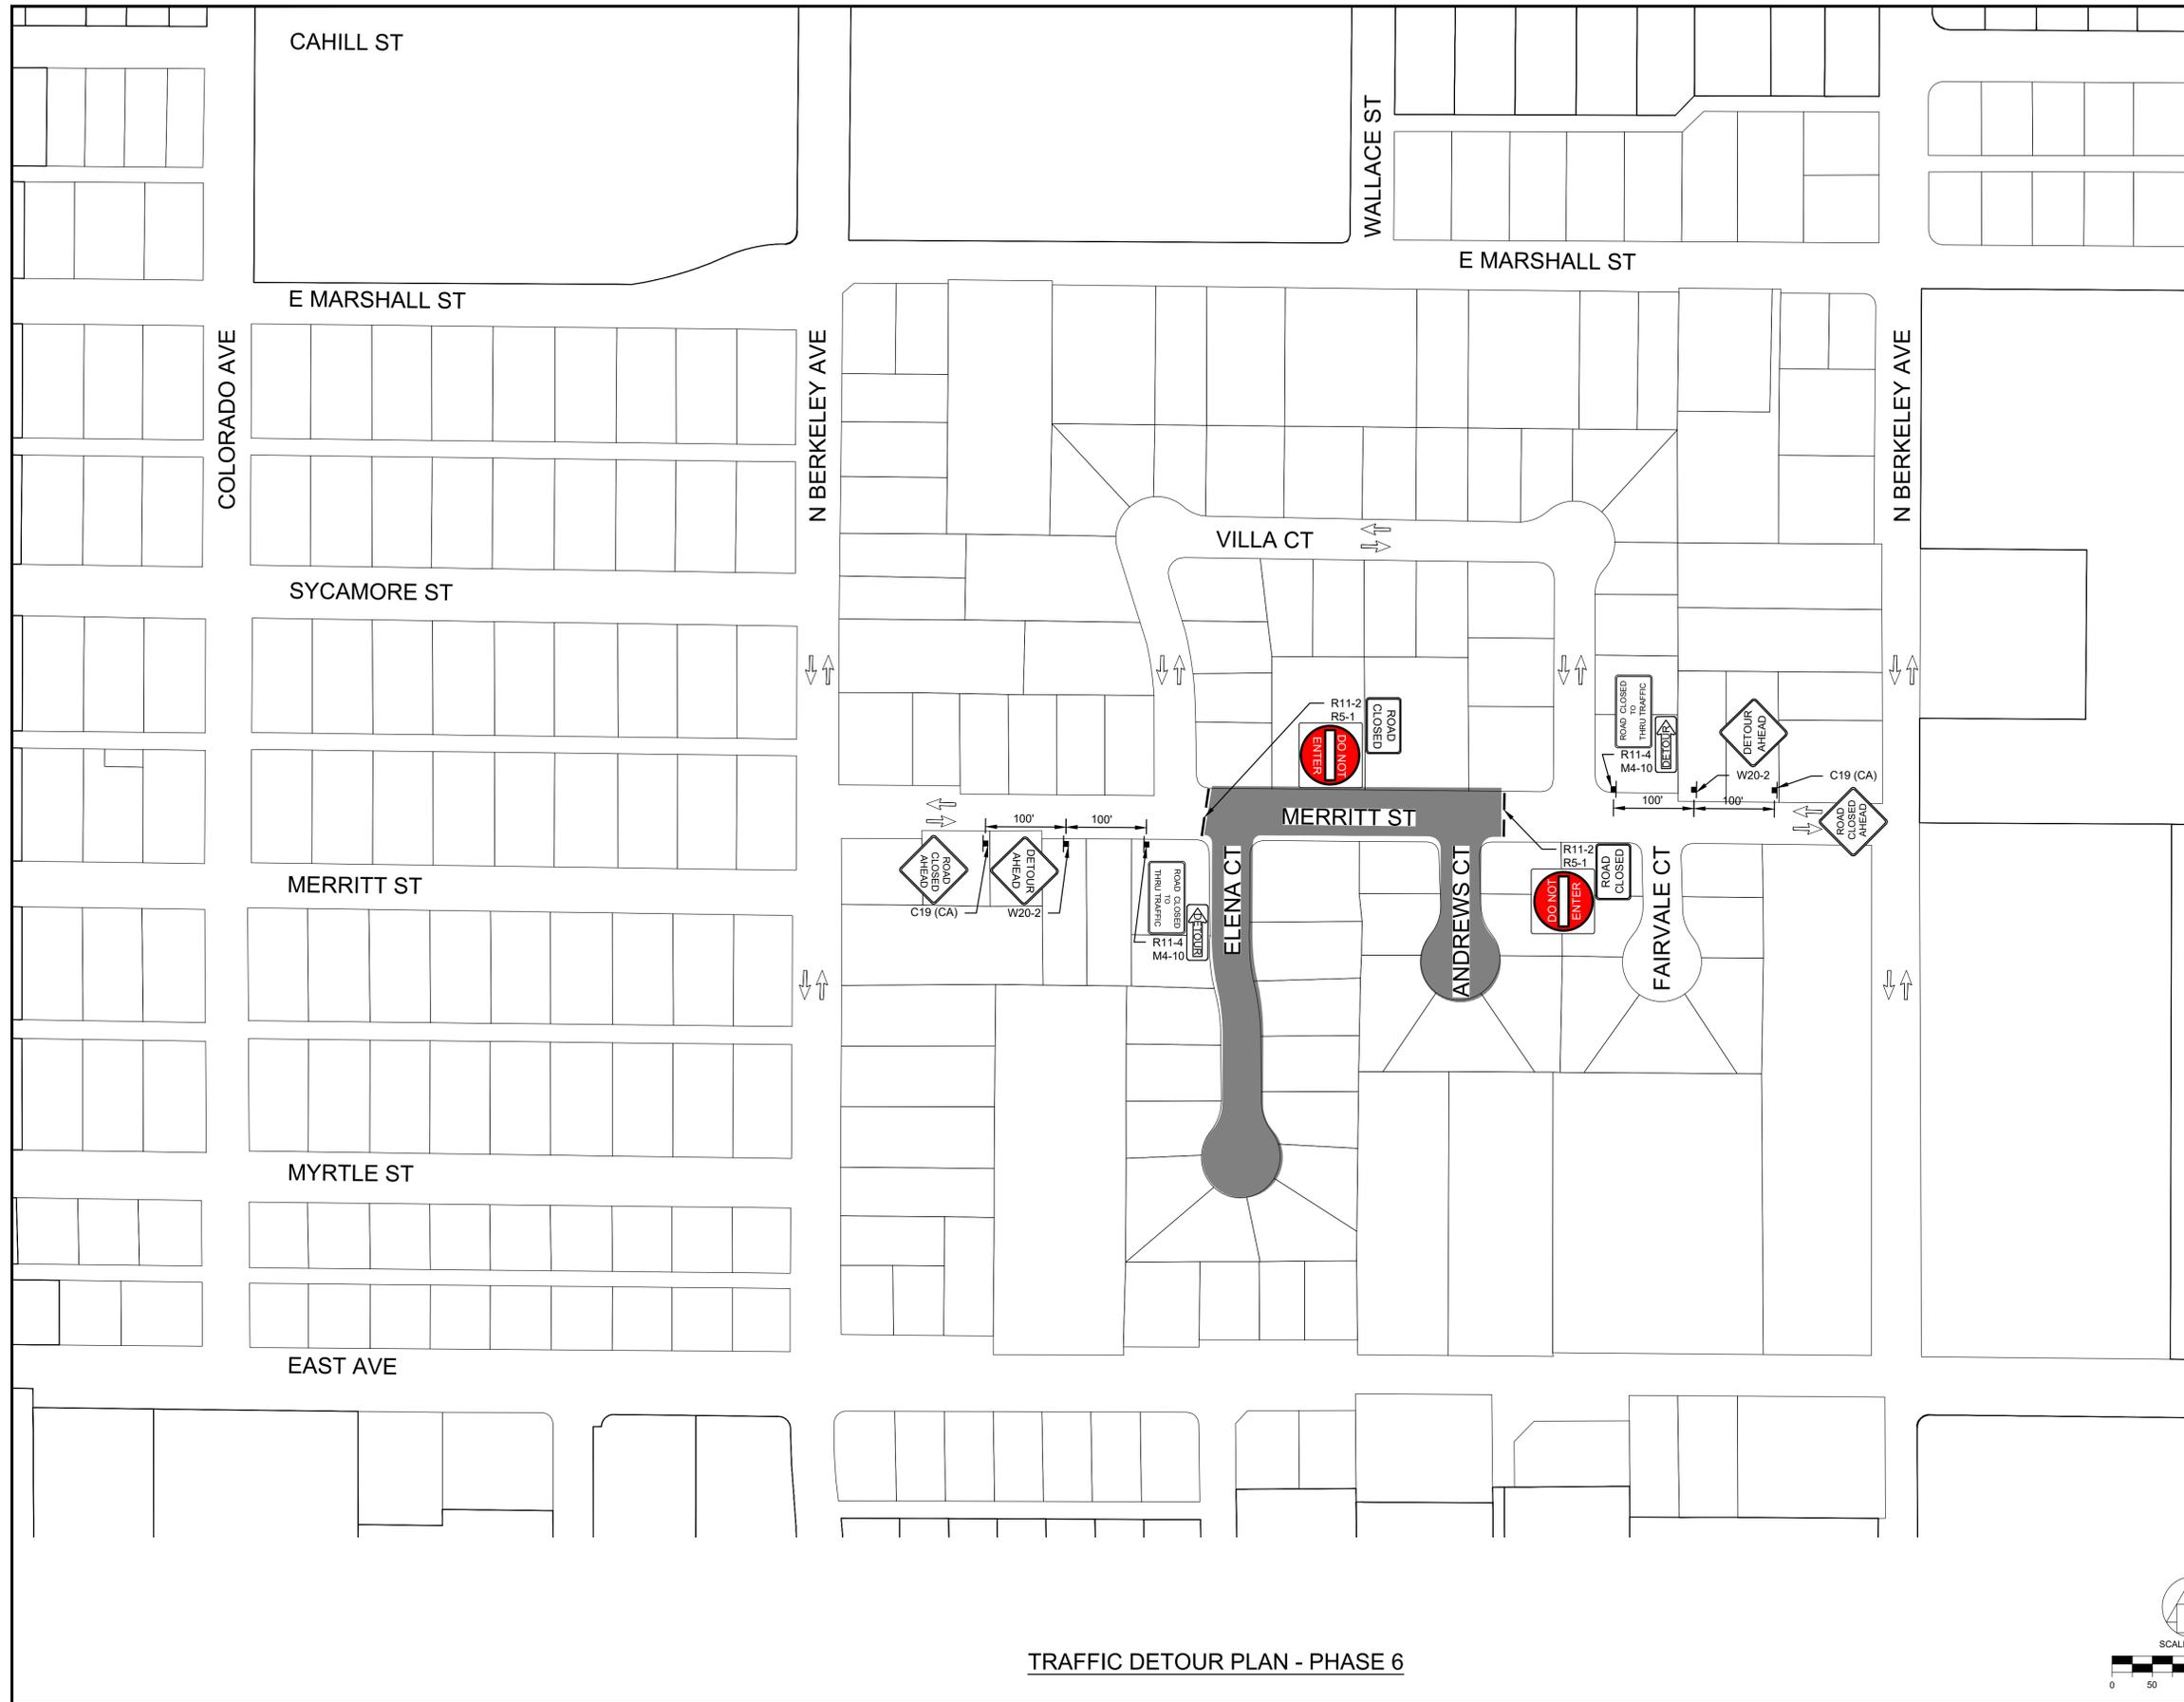 CAHILL ST
WALLACE ST
E MARSHALL ST
E MARSHALL ST
COLORADO AVE
N BERKELEY AVE
N BERKELEY AVE
VILLA CT
SYCAMORE ST
R11-2
R5-1
DO NOT
ENTER
ROAD
CLOSED
ROAD CLOSED
TO
THRU TRAFFIC
DETOUR
R11-4
M4-10
DETOUR
AHEAD
W20-2
C19 (CA)
100'
100'
ROAD
CLOSED
AHEAD
MERRITT ST
100'
100'
ROAD
CLOSED
AHEAD
C19 (CA)
DETOUR
AHEAD
W20-2
ROAD CLOSED
TO
THRU TRAFFIC
DETOUR
R11-4
M4-10
ELENA CT
ANDREWS CT
R11-2
R5-1
DO NOT
ENTER
ROAD
CLOSED
FAIRVALE CT
MERRITT ST
MYRTLE ST
EAST AVE
TRAFFIC DETOUR PLAN - PHASE 6
0 50